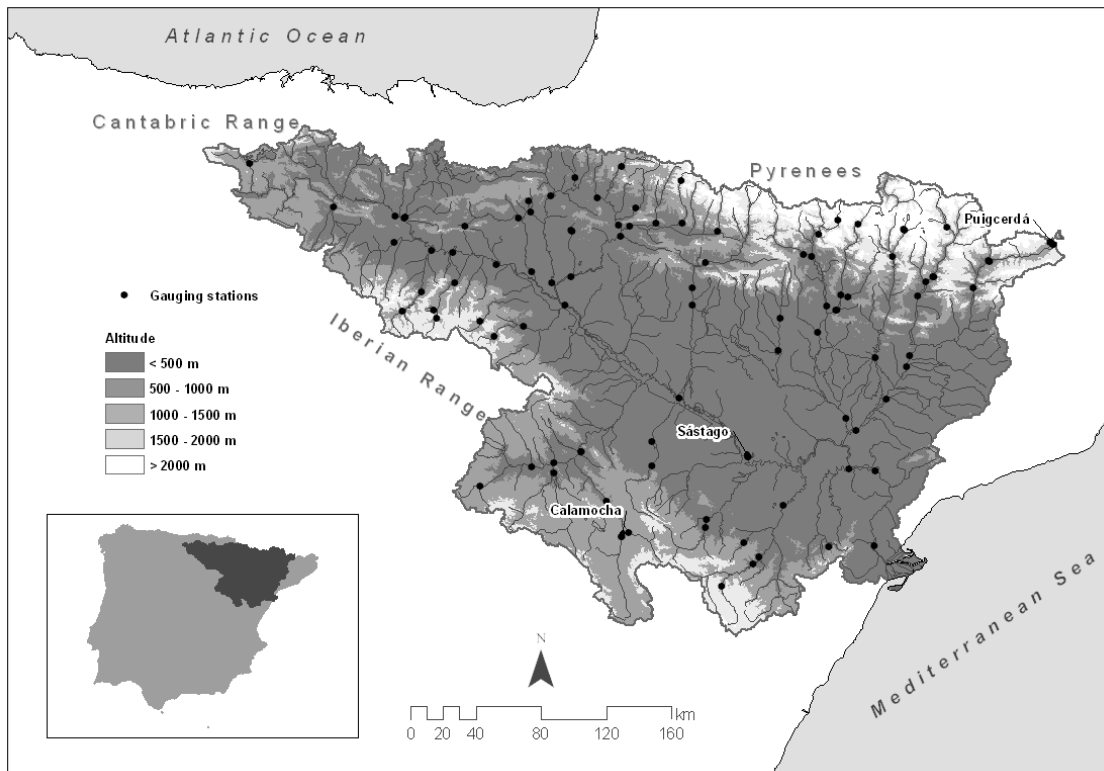 Atlantic Ocean
Cantabric Range
Pyrenees
Puigcerdá
Gauging stations
Altitude
< 500 m
500 - 1000 m
1000 - 1500 m
1500 - 2000 m
> 2000 m
Iberian Range
Sástago
Calamocha
Mediterranean Sea
N
km
0 20 40 80 120 160